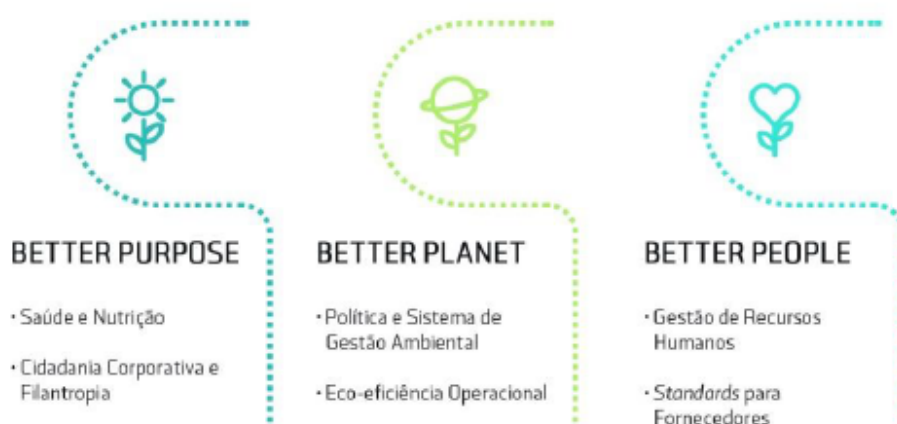 BETTER PURPOSE
• Saúde e Nutrição
• Cidadania Corporativa e
Filantropia
BETTER PLANET
• Política e Sistema de
Gestão Ambiental
• Eco-eficiência Operacional
BETTER PEOPLE
• Gestão de Recursos
Humanos
• Standards para
Fornecedores